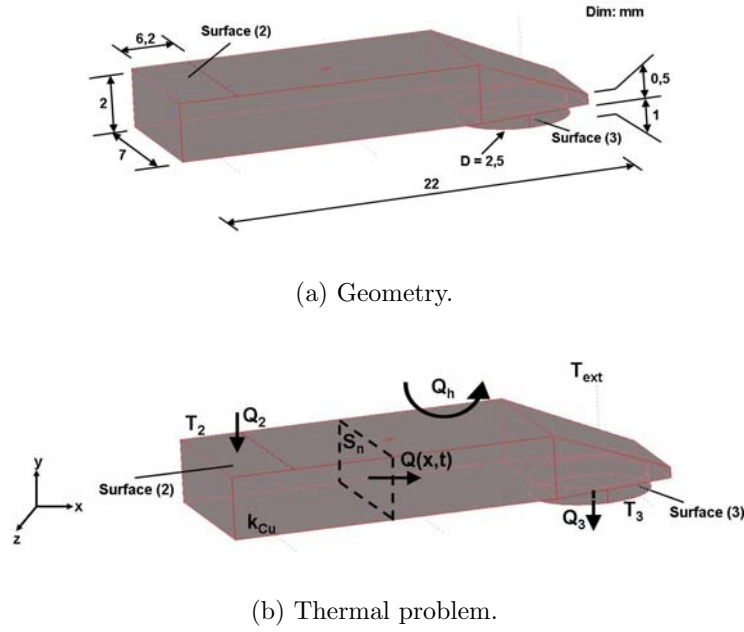 Dim: mm
6,2
Surface (2)
2
7
0,5
1
Surface (3)
D = 2,5
22
(a) Geometry.
T_ext
Q_h
T_2
Q_2
S_n
Q(x,t)
Surface (2)
y
x
z
k_Cu
Q_3
T_3
Surface (3)
(b) Thermal problem.